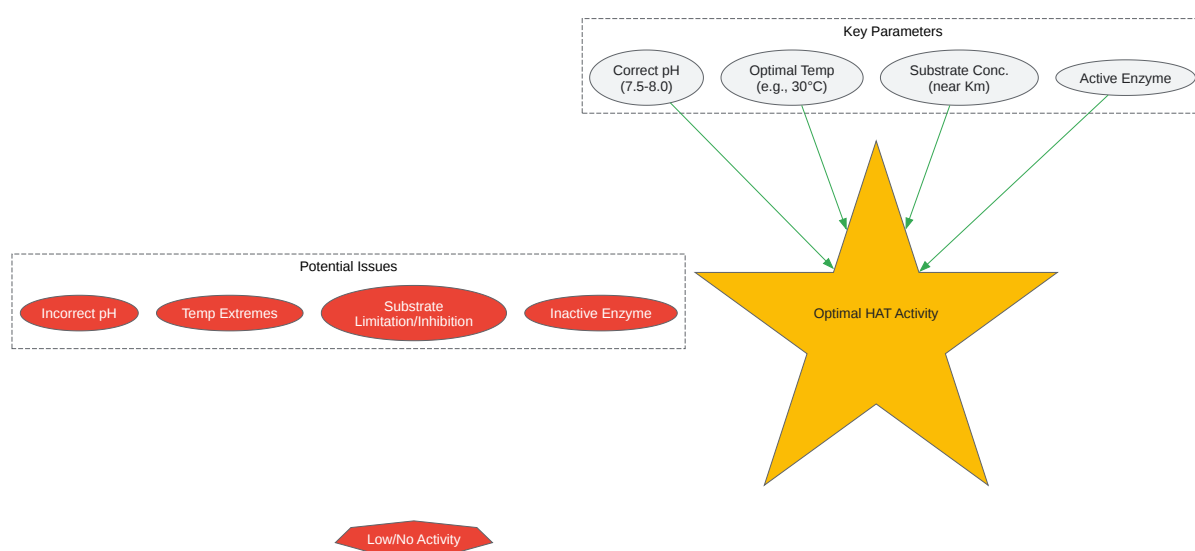 Key Parameters
Correct pH
(7.5-8.0)
Optimal Temp
(e.g., 30°C)
Substrate Conc.
(near Km)
Active Enzyme
Potential Issues
Incorrect pH
Temp Extremes
Substrate
Limitation/Inhibition
Inactive Enzyme
Optimal HAT Activity
Low/No Activity